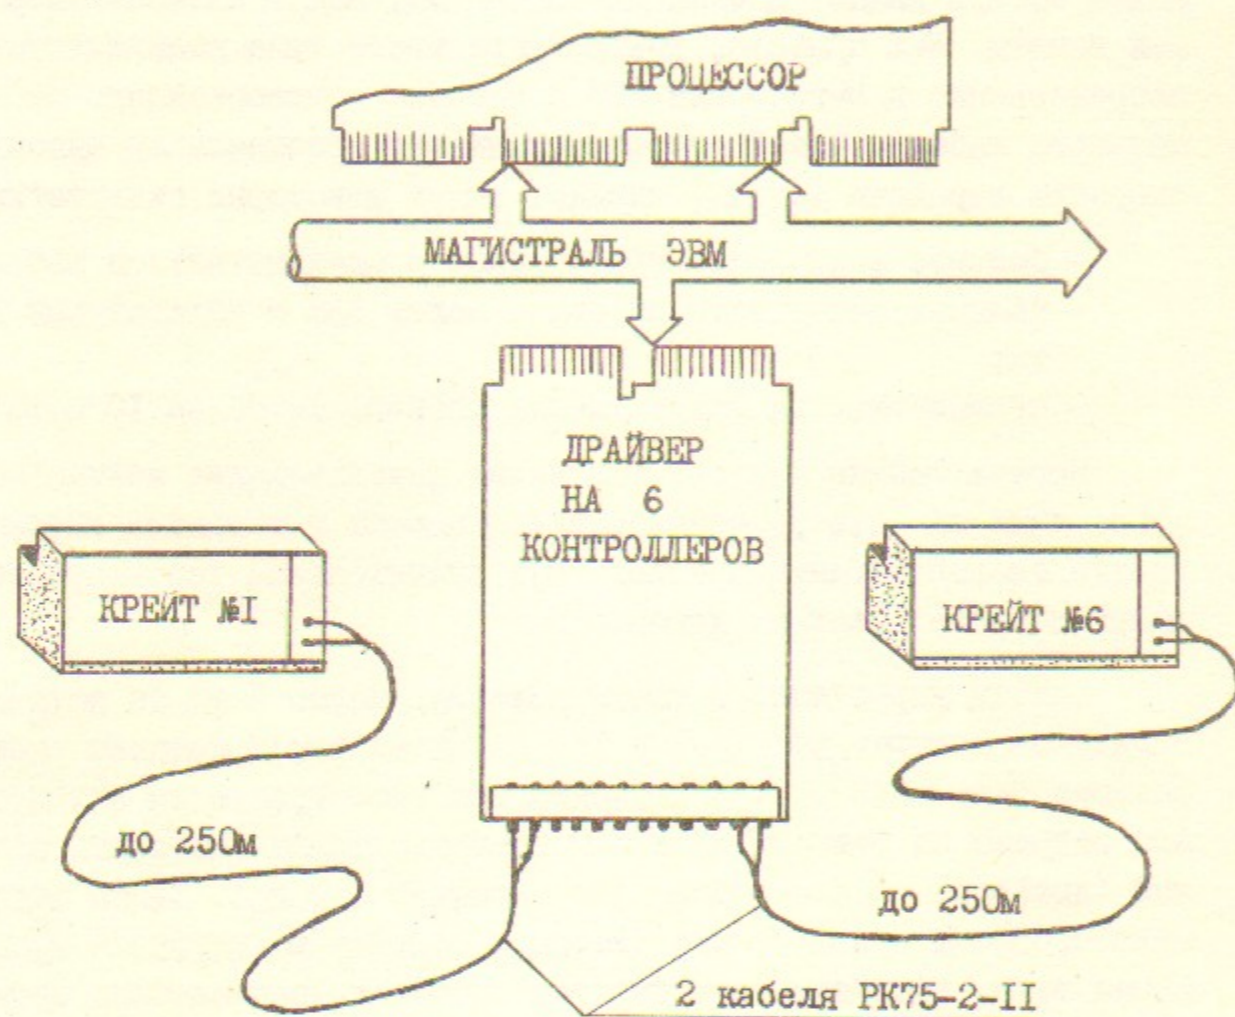 ПРОЦЕССОР
МАГИСТРАЛЬ ЭВМ
ДРАЙВЕР
НА 6
КОНТРОЛЛЕРОВ
КРЕЙТ №I
КРЕЙТ №6
до 250м
до 250м
2 кабеля РК75-2-II